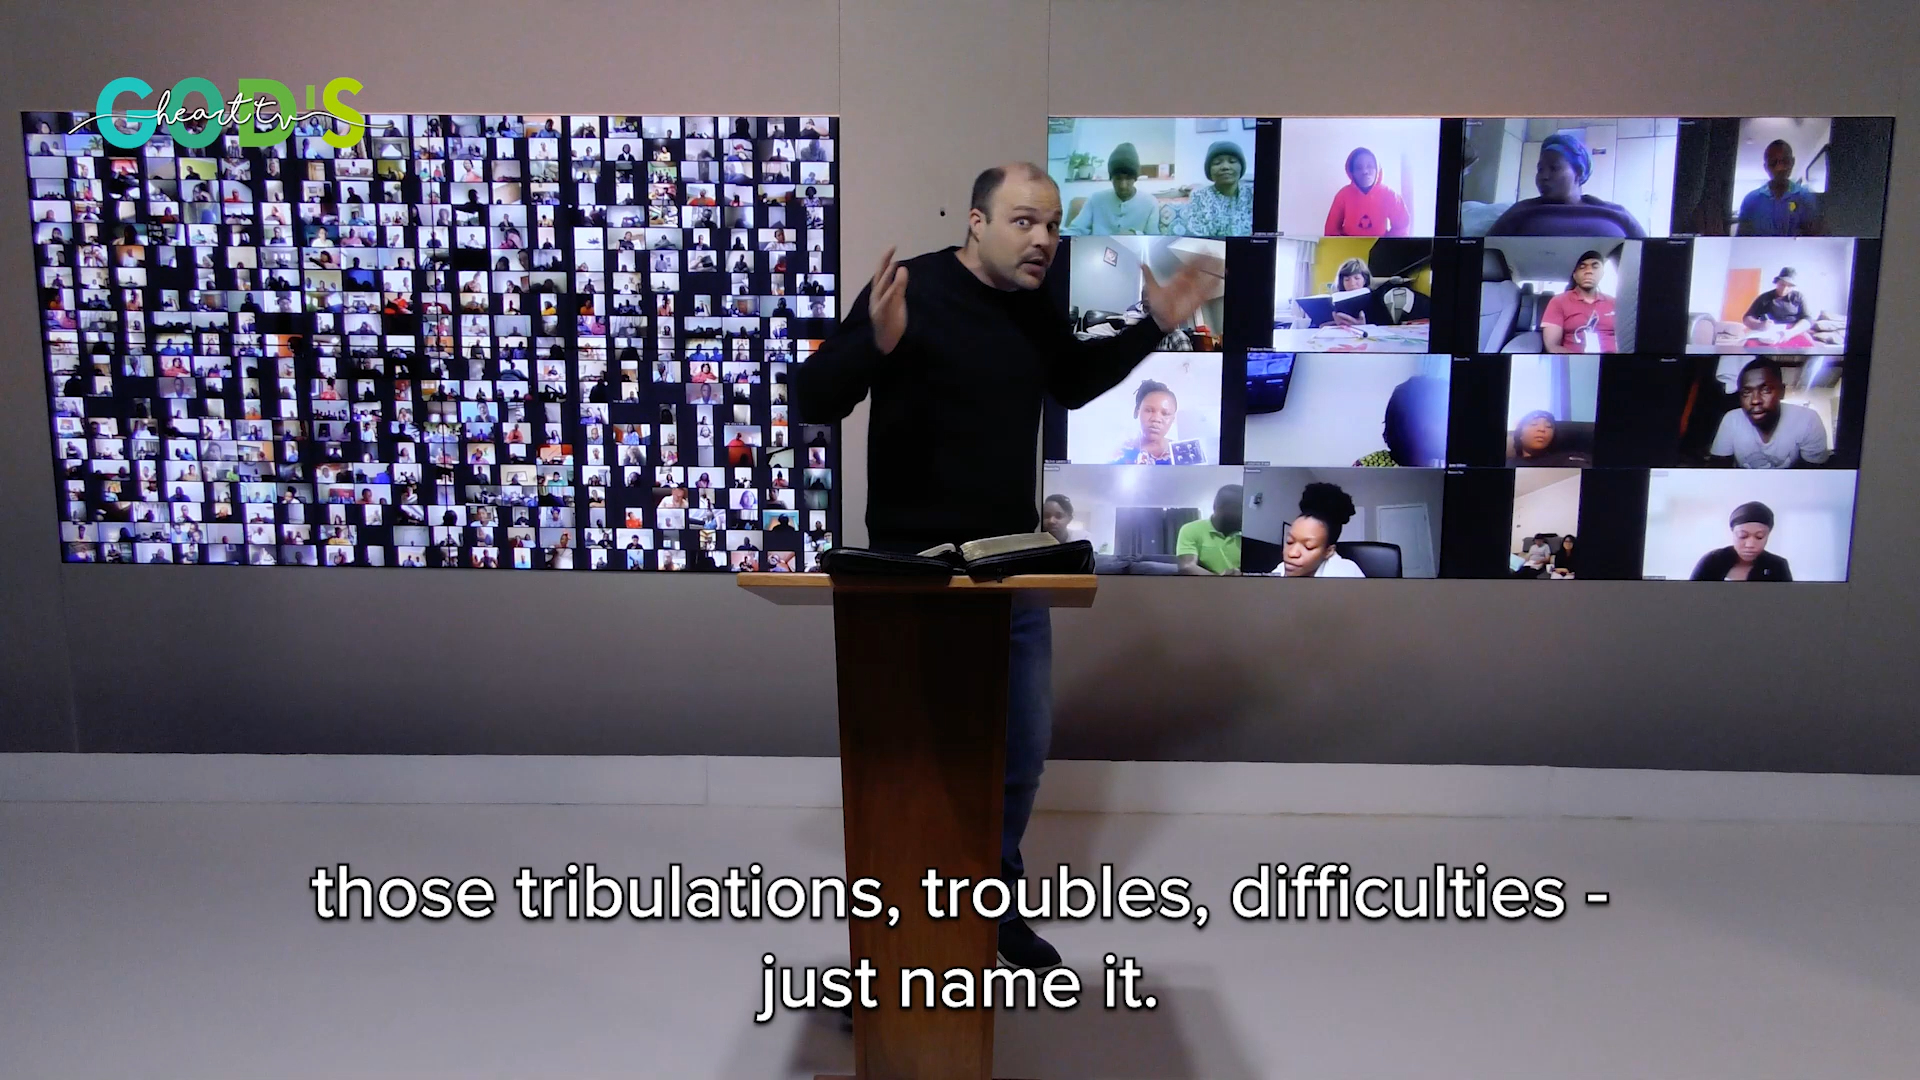 GOD'S
heart tv
those tribulations, troubles, difficulties -
just name it.